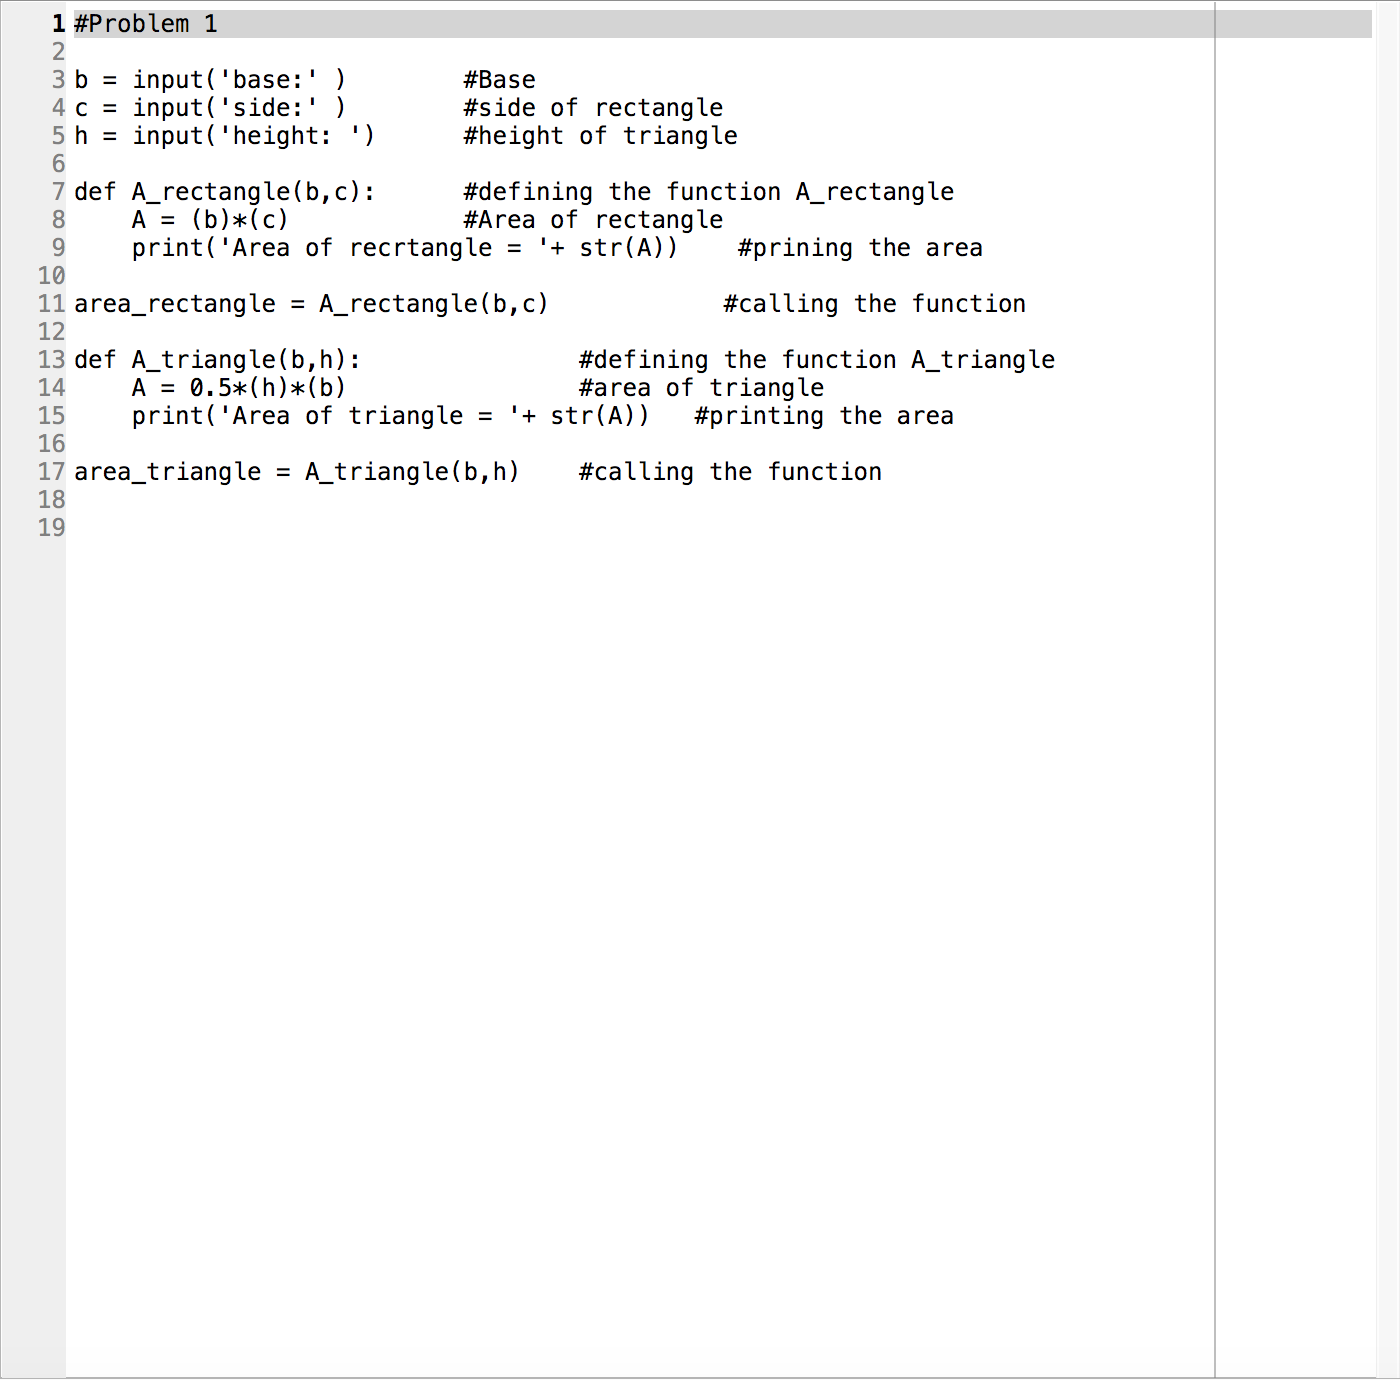 1 #Problem 1
2
3 b = input('base:' )        #Base
4 c = input('side:' )        #side of rectangle
5 h = input('height: ')      #height of triangle
6
7 def A_rectangle(b,c):      #defining the function A_rectangle
8     A = (b)*(c)            #Area of rectangle
9     print('Area of recrtangle = '+ str(A))    #prining the area
10
11 area_rectangle = A_rectangle(b,c)            #calling the function
12
13 def A_triangle(b,h):               #defining the function A_triangle
14     A = 0.5*(h)*(b)                #area of triangle
15     print('Area of triangle = '+ str(A))   #printing the area
16
17 area_triangle = A_triangle(b,h)    #calling the function
18
19